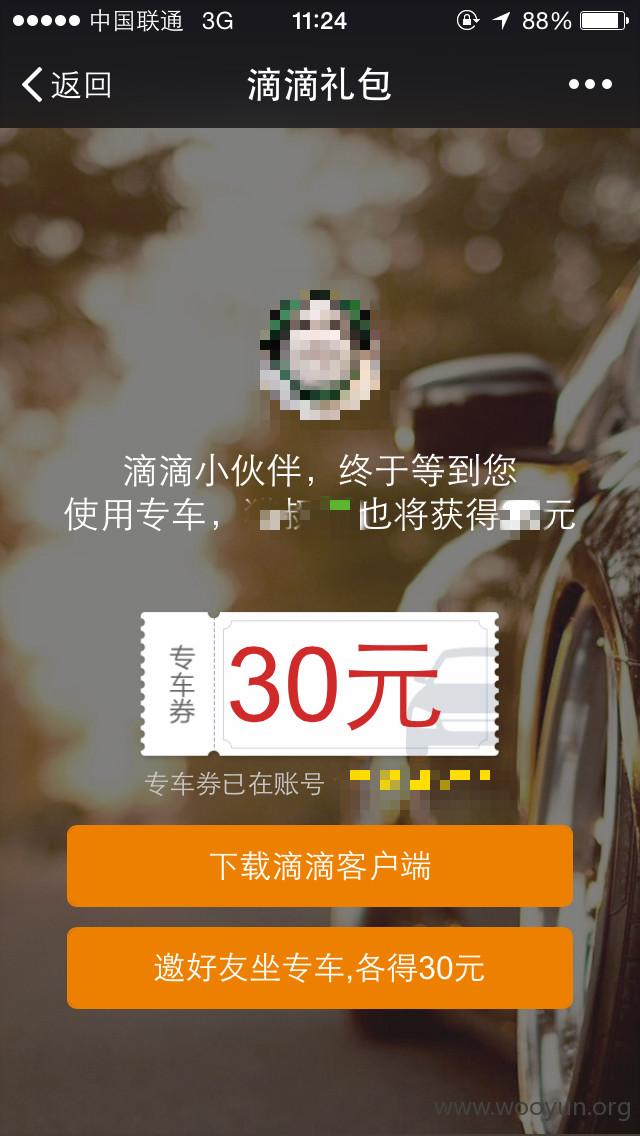 中国联通 3G 11:24 88%
返回 滴滴礼包
滴滴小伙伴，终于等到您
使用专车， 也将获得 元
专车券
30元
专车券已在账号
下载滴滴客户端
邀好友坐专车,各得30元
www.wooyun.org